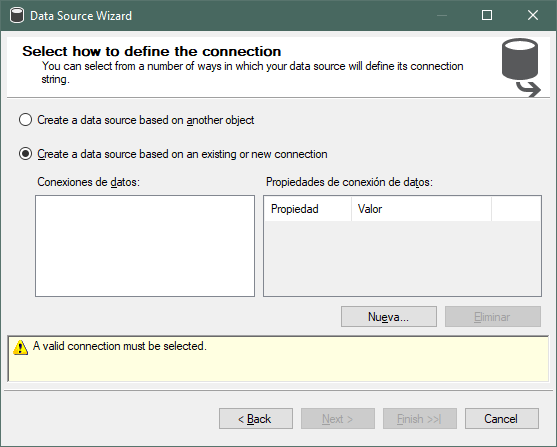 Data Source Wizard
Select how to define the connection
You can select from a number of ways in which your data source will define its connection
string.
Create a data source based on another object
Create a data source based on an existing or new connection
Conexiones de datos:
Propiedades de conexión de datos:
Propiedad Valor
Nueva... Eliminar
A valid connection must be selected.
< Back Next > Finish >>| Cancel